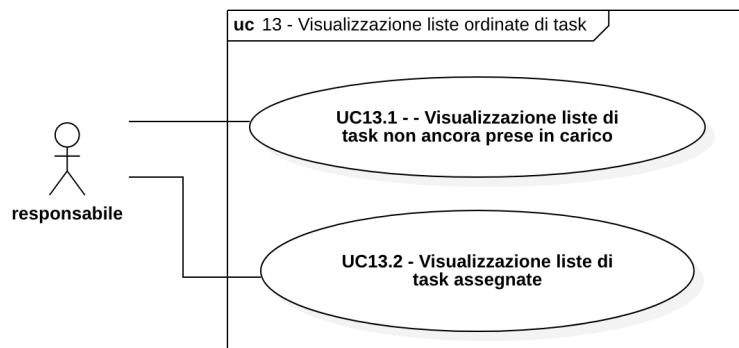 uc 13 - Visualizzazione liste ordinate di task
UC13.1 - - Visualizzazione liste di
task non ancora prese in carico
responsabile
UC13.2 - Visualizzazione liste di
task assegnate